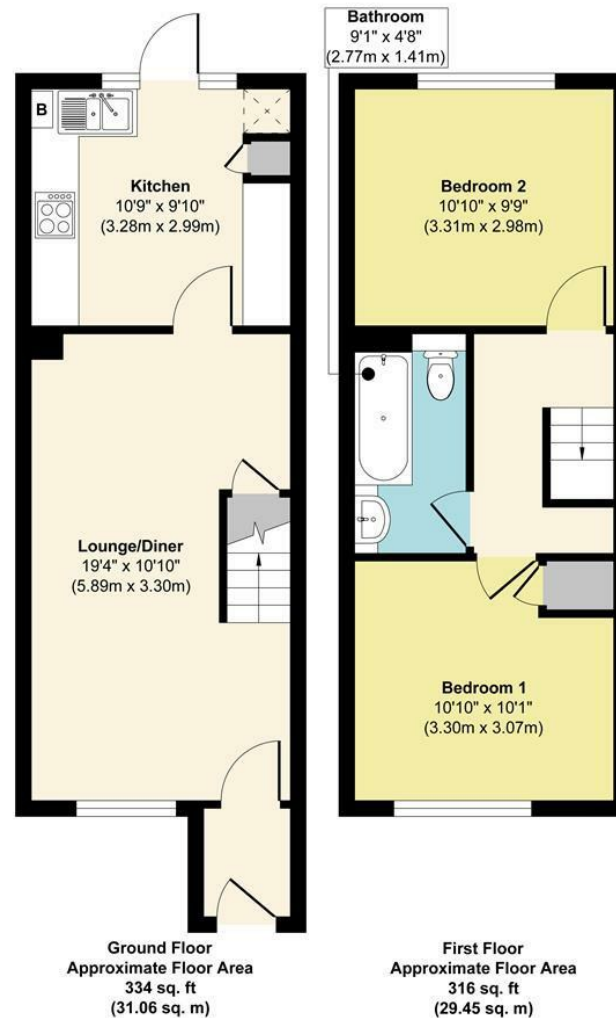 Bathroom
9'1" x 4'8"
(2.77m x 1.41m)
B
Kitchen
10'9" x 9'10"
(3.28m x 2.99m)
Bedroom 2
10'10" x 9'9"
(3.31m x 2.98m)
Lounge/Diner
19'4" x 10'10"
(5.89m x 3.30m)
Bedroom 1
10'10" x 10'1"
(3.30m x 3.07m)
Ground Floor
Approximate Floor Area
334 sq. ft
(31.06 sq. m)
First Floor
Approximate Floor Area
316 sq. ft
(29.45 sq. m)